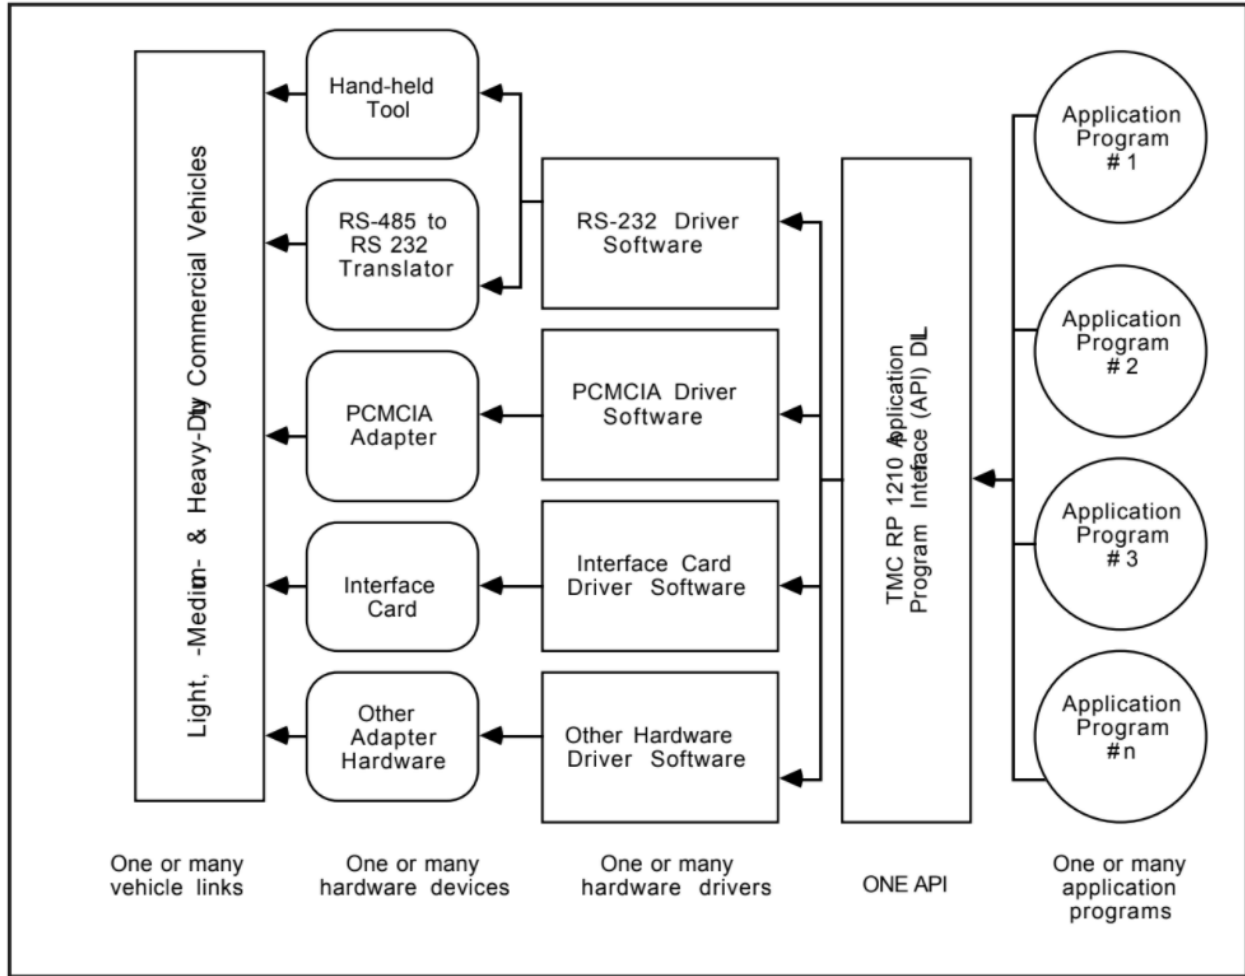 Light, -Medium- & Heavy-Duty Commercial Vehicles
Hand-held
Tool
RS-485 to
RS 232
Translator
PCMCIA
Adapter
Interface
Card
Other
Adapter
Hardware
RS-232 Driver
Software
PCMCIA Driver
Software
Interface Card
Driver Software
Other Hardware
Driver Software
TMC RP 1210 Application
Program Interface (API) DLL
Application
Program
# 1
Application
Program
# 2
Application
Program
# 3
Application
Program
#n
One or many
vehicle links
One or many
hardware devices
One or many
hardware drivers
ONE API
One or many
application
programs